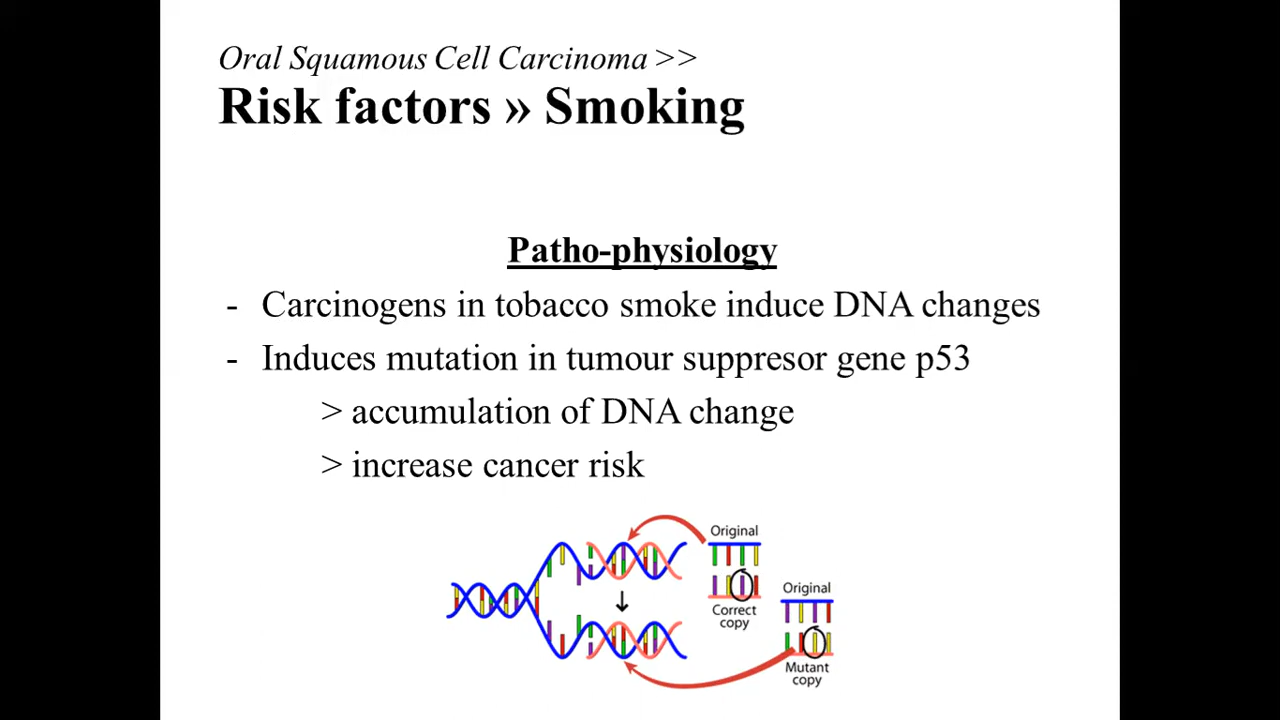 Oral Squamous Cell Carcinoma >>
Risk factors » Smoking
Patho-physiology
- Carcinogens in tobacco smoke induce DNA changes
- Induces mutation in tumour suppresor gene p53
> accumulation of DNA change
> increase cancer risk
Original
Correct
copy
Original
Mutant
copy